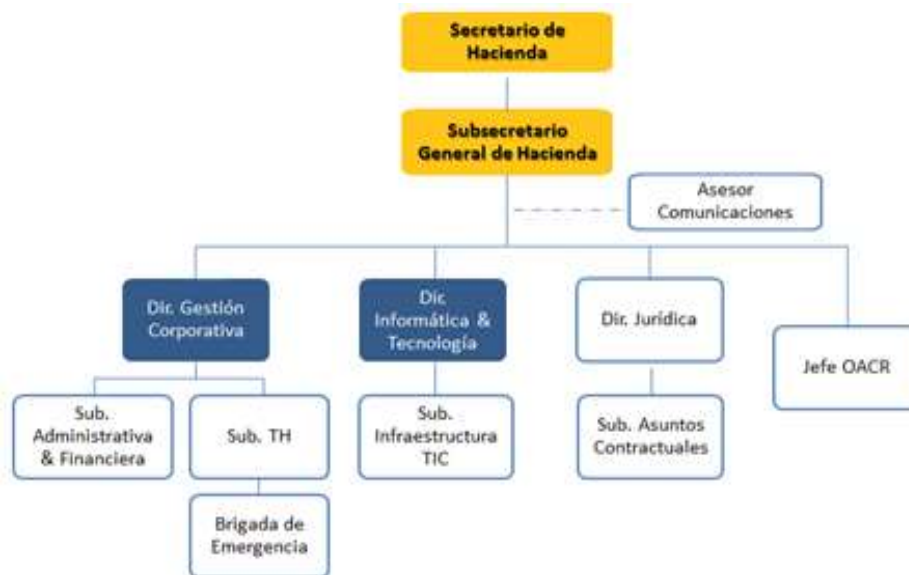 Secretario de
Hacienda
Subsecretario
General de Hacienda
Asesor
Comunicaciones
Dir. Gestión
Corporativa
Dir.
Informática &
Tecnología
Dir. Jurídica
Jefe OACR
Sub.
Administrativa
& Financiera
Sub. TH
Sub.
Infraestructura
TIC
Sub. Asuntos
Contractuales
Brigada de
Emergencia